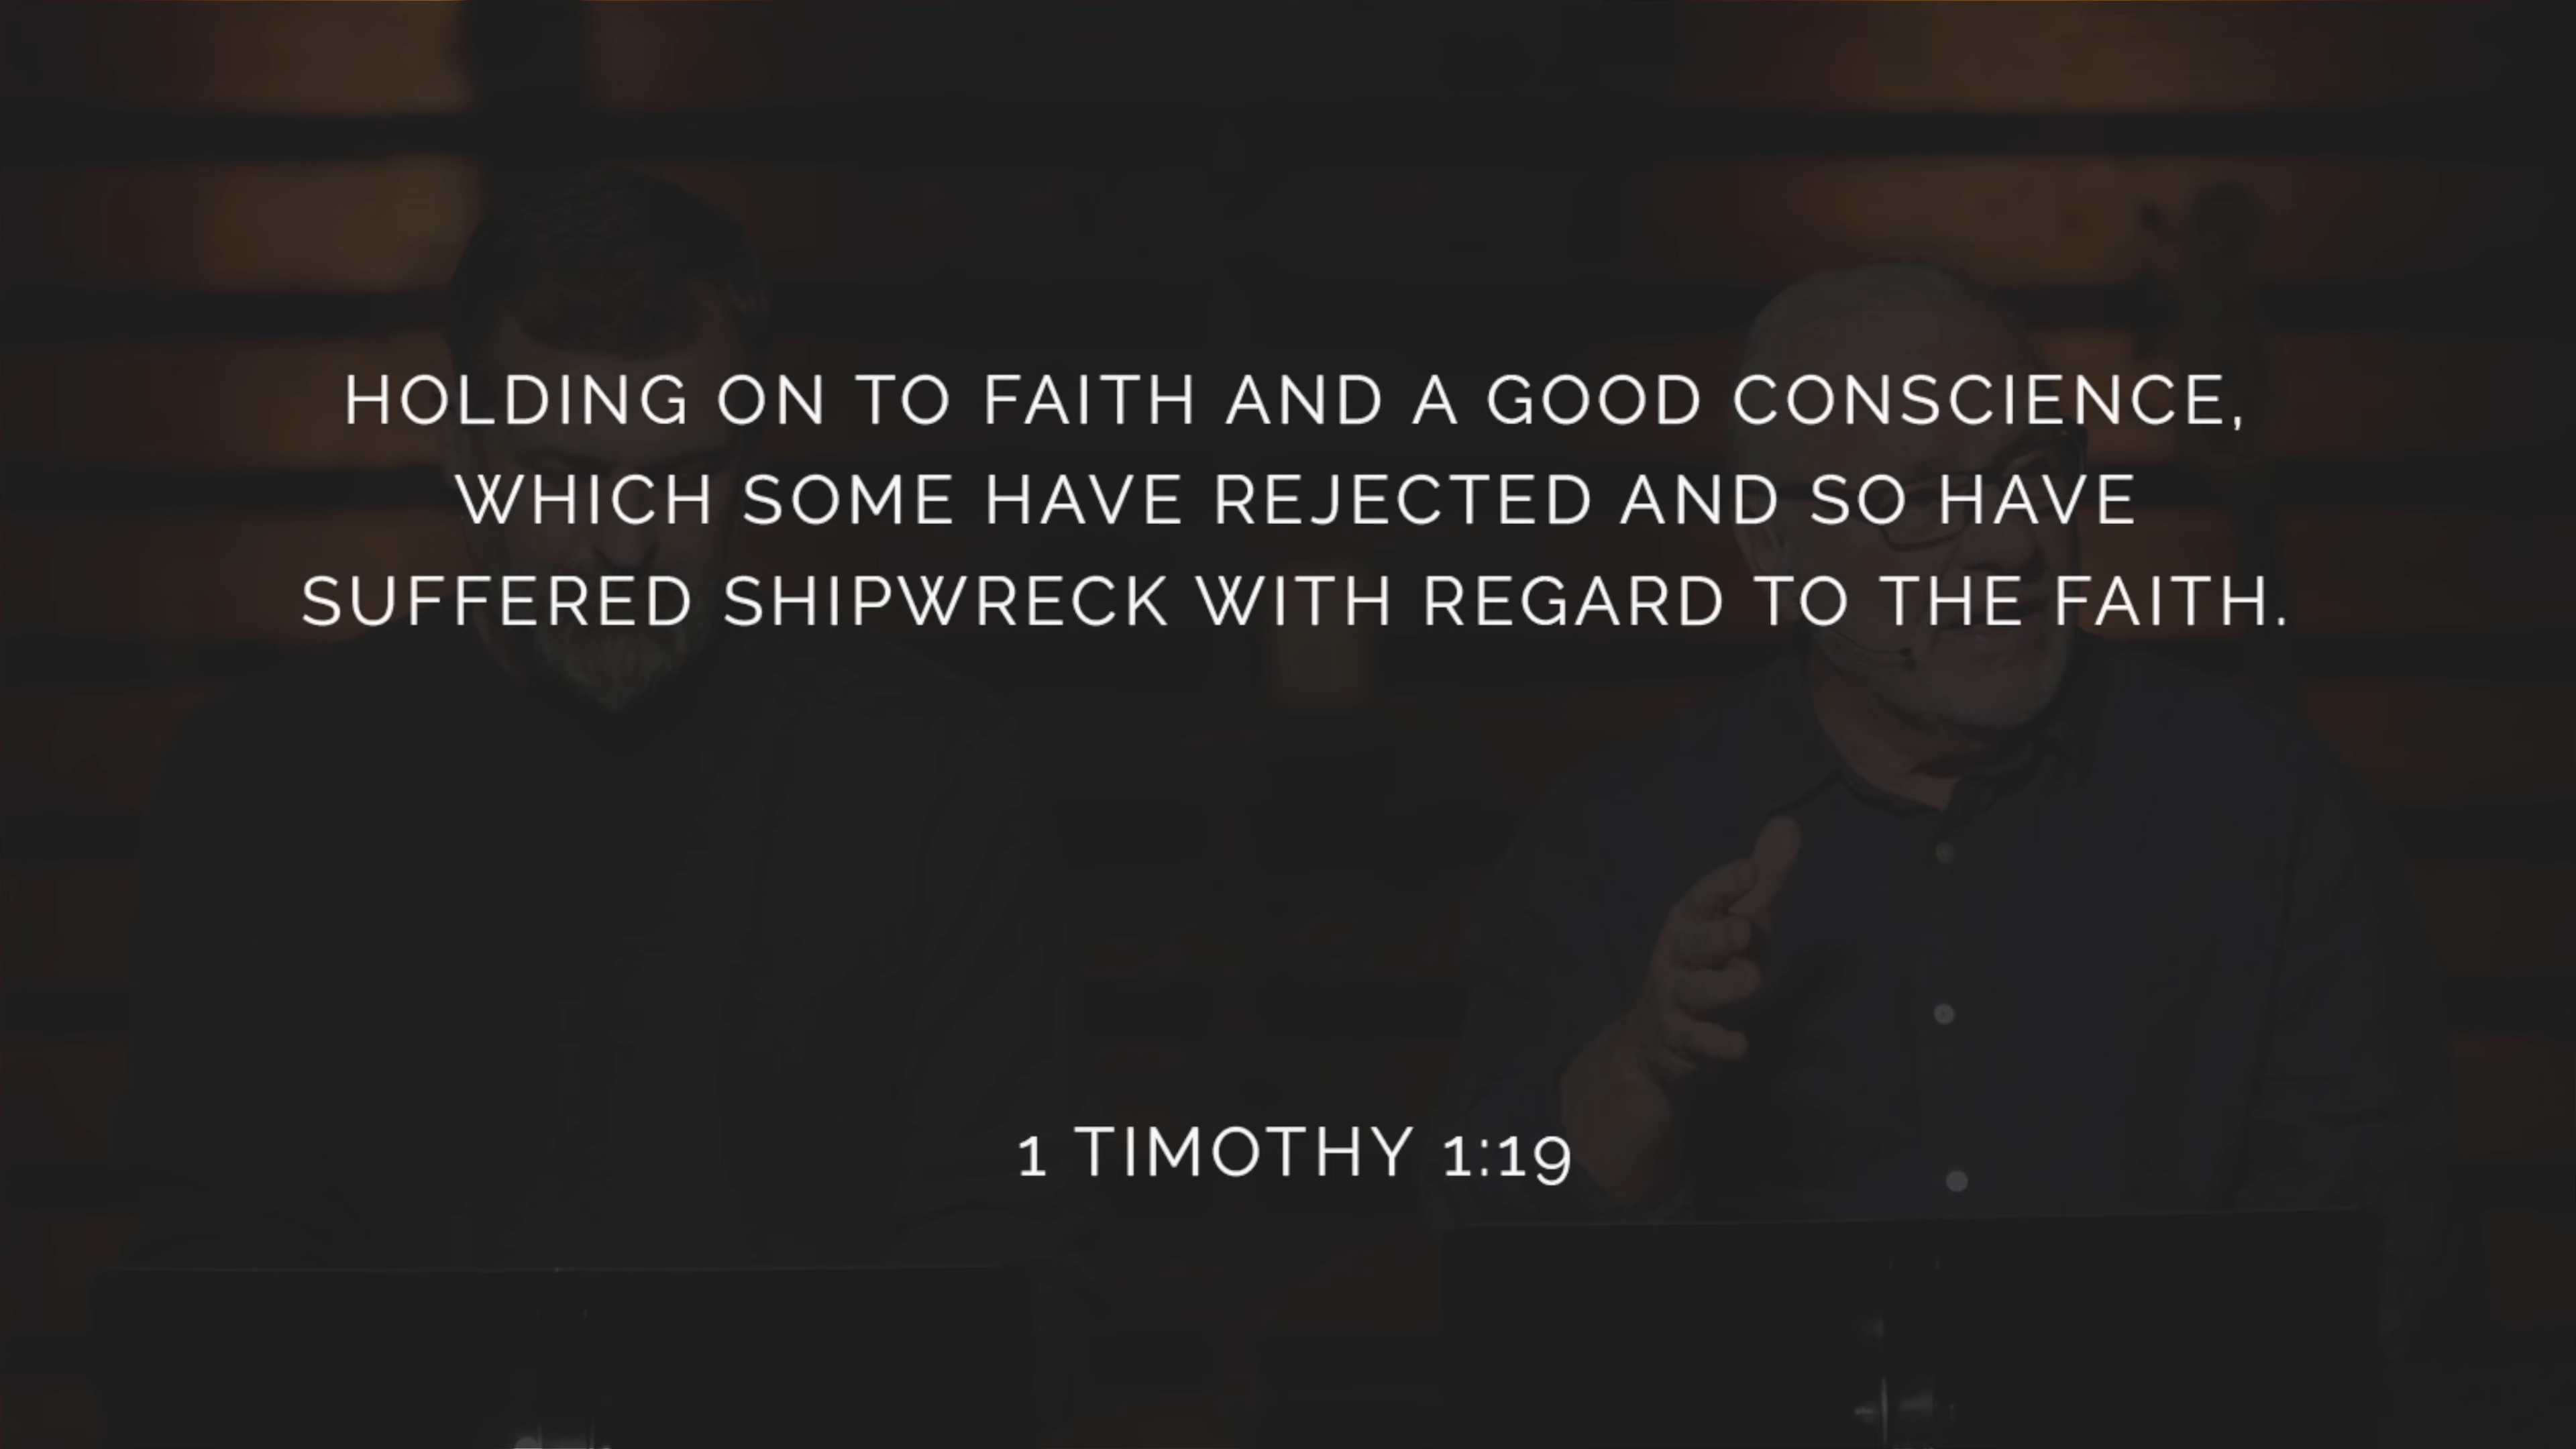 HOLDING ON TO FAITH AND A GOOD CONSCIENCE,
WHICH SOME HAVE REJECTED AND SO HAVE
SUFFERED SHIPWRECK WITH REGARD TO THE FAITH.
1 TIMOTHY 1:19